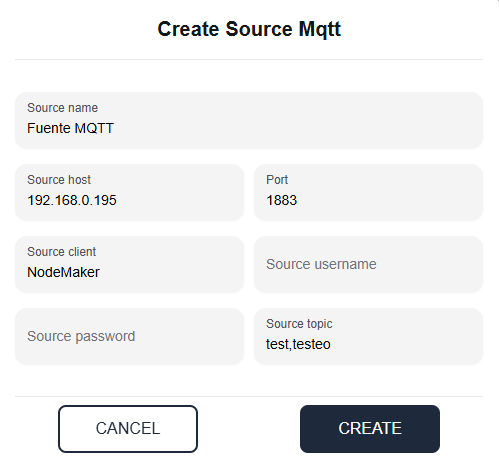 Create Source Mqtt
Source name
Fuente MQTT
Source host
192.168.0.195
Port
1883
Source client
NodeMaker
Source username
Source password
Source topic
test,testeo
CANCEL
CREATE